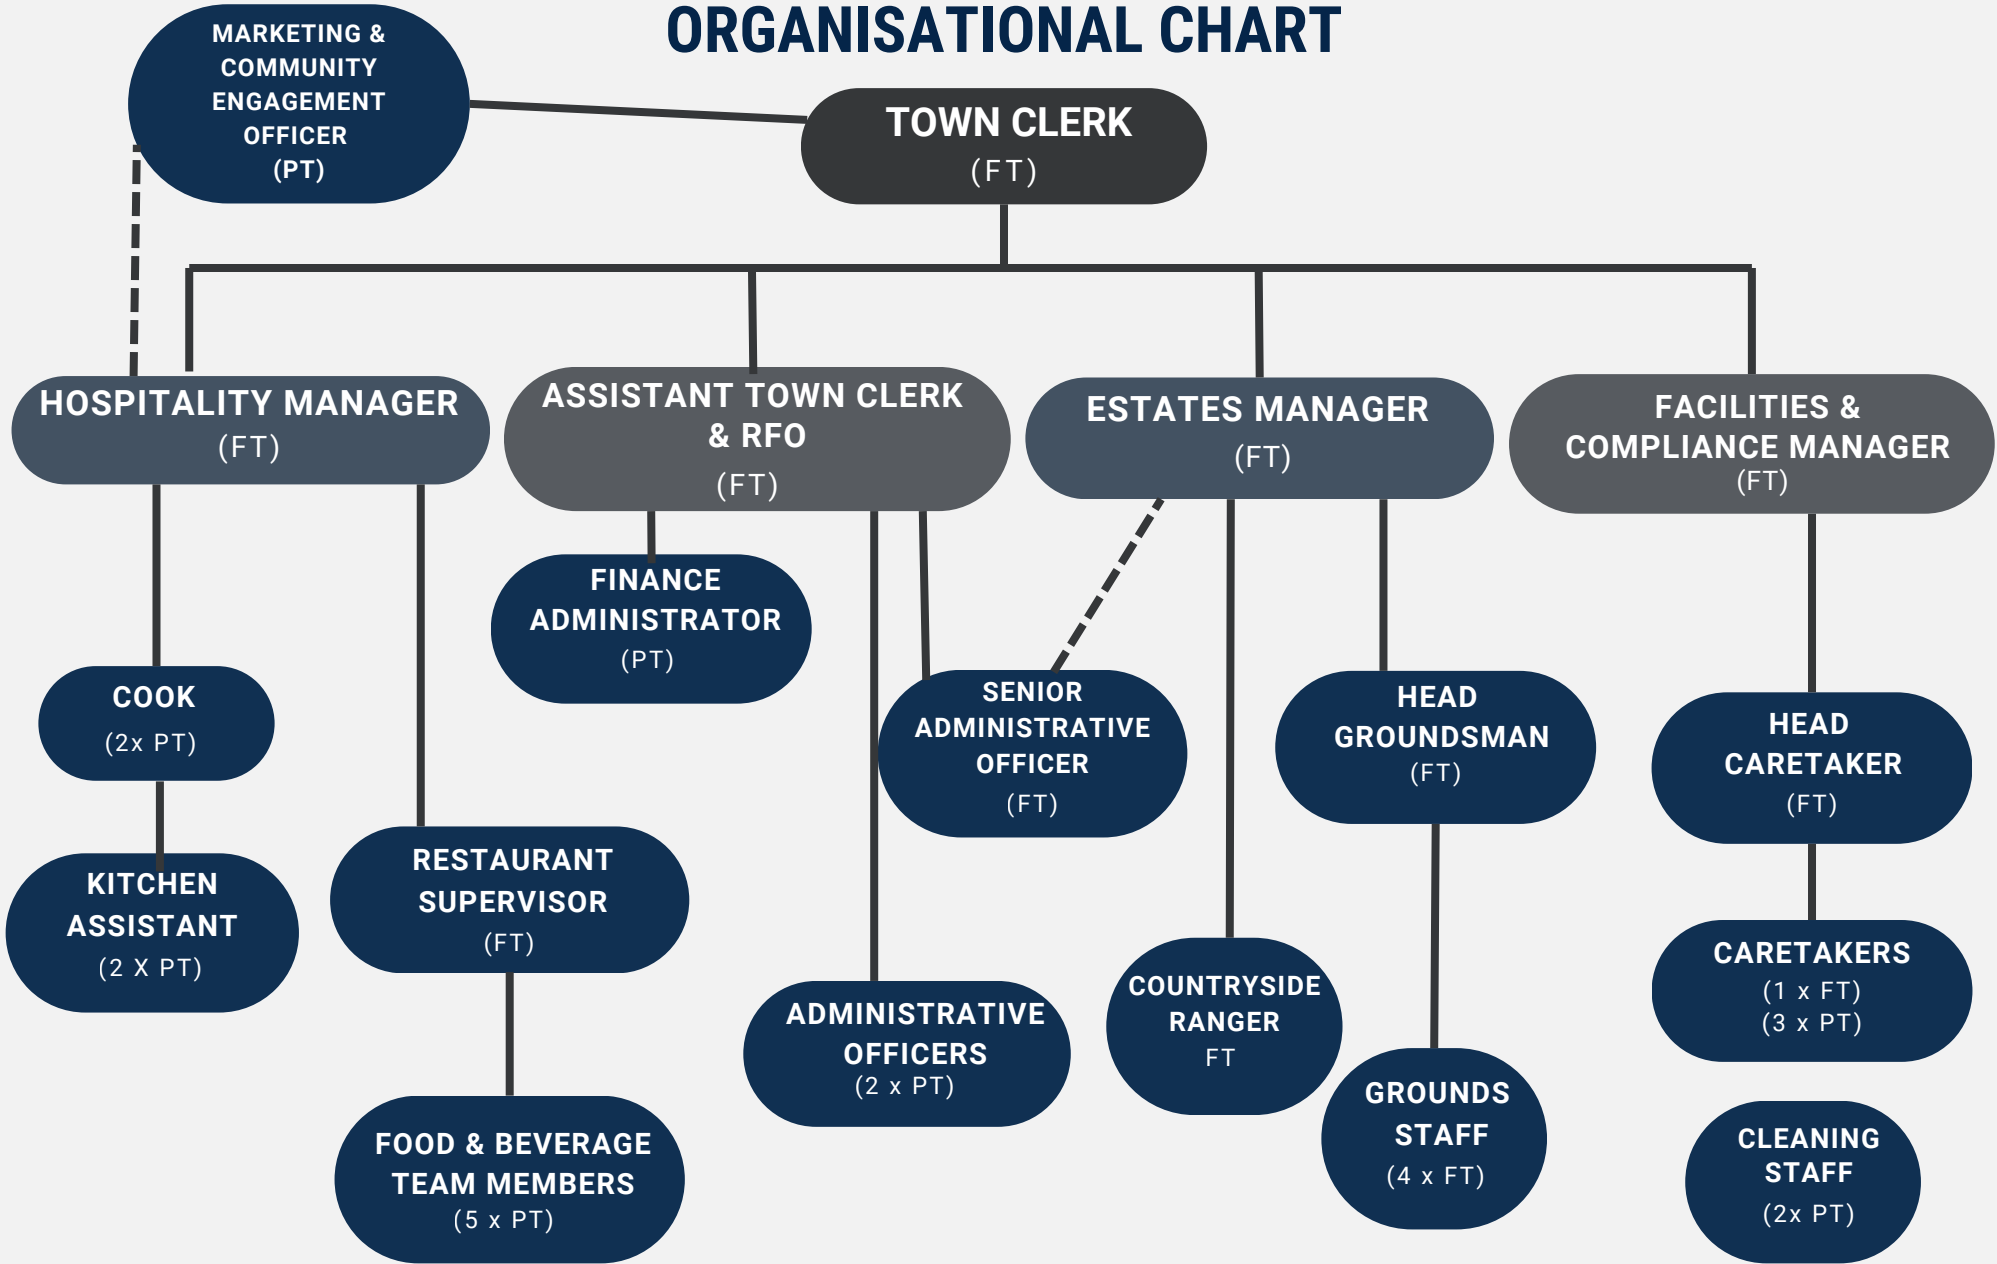 ORGANISATIONAL CHART
MARKETING &
COMMUNITY
ENGAGEMENT
OFFICER
(PT)
TOWN CLERK
(FT)
HOSPITALITY MANAGER
(FT)
ASSISTANT TOWN CLERK
& RFO
(FT)
ESTATES MANAGER
(FT)
FACILITIES &
COMPLIANCE MANAGER
(FT)
FINANCE
ADMINISTRATOR
(PT)
COOK
(2x PT)
SENIOR
ADMINISTRATIVE
OFFICER
(FT)
HEAD
GROUNDSMAN
(FT)
HEAD
CARETAKER
(FT)
KITCHEN
ASSISTANT
(2 X PT)
RESTAURANT
SUPERVISOR
(FT)
ADMINISTRATIVE
OFFICERS
(2 x PT)
COUNTRYSIDE
RANGER
FT
CARETAKERS
(1 x FT)
(3 x PT)
FOOD & BEVERAGE
TEAM MEMBERS
(5 x PT)
GROUNDS
STAFF
(4 x FT)
CLEANING
STAFF
(2x PT)